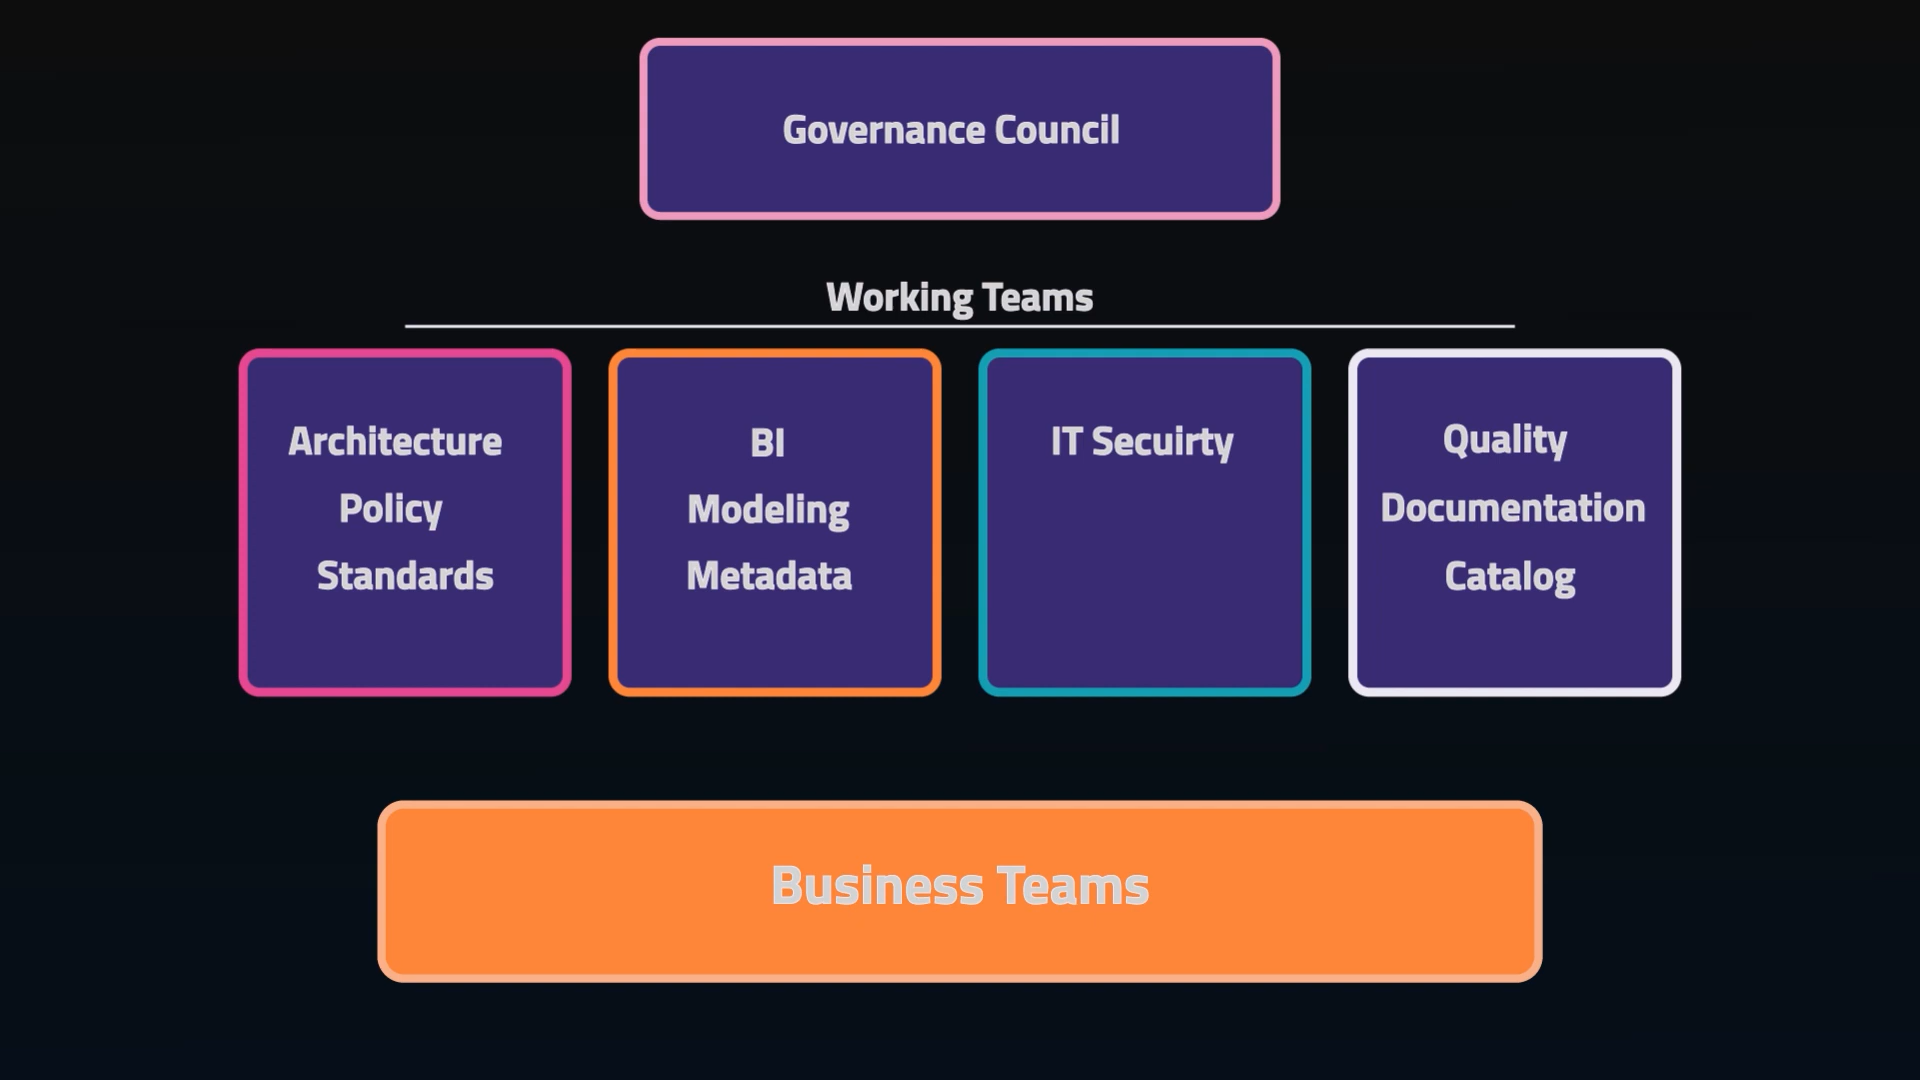 Governance Council
Working Teams
Architecture
Policy
Standards
BI
Modeling
Metadata
IT Secuirty
Quality
Documentation
Catalog
Business Teams